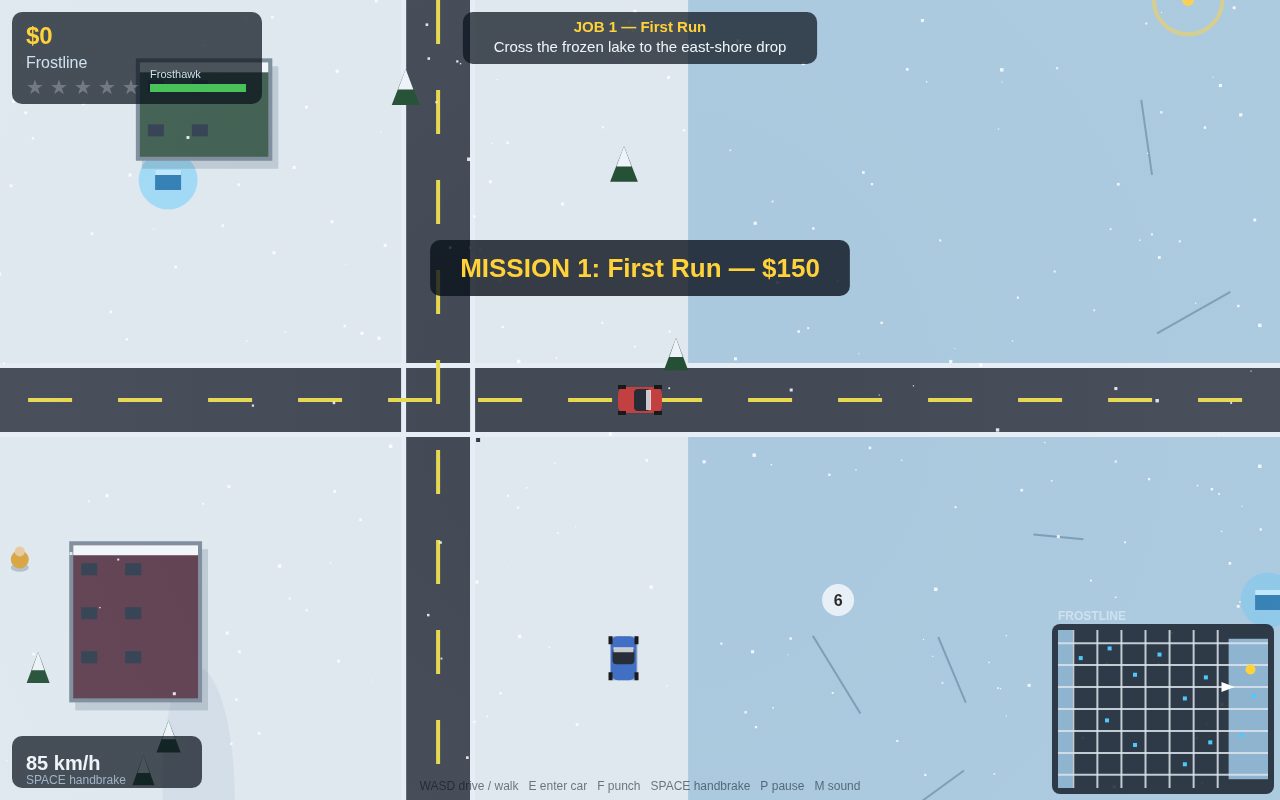 $0
Frostline
Frosthawk
JOB 1 — First Run
Cross the frozen lake to the east-shore drop
MISSION 1: First Run — $150
6
FROSTLINE
85 km/h
SPACE handbrake
WASD drive / walk E enter car F punch SPACE handbrake P pause M sound